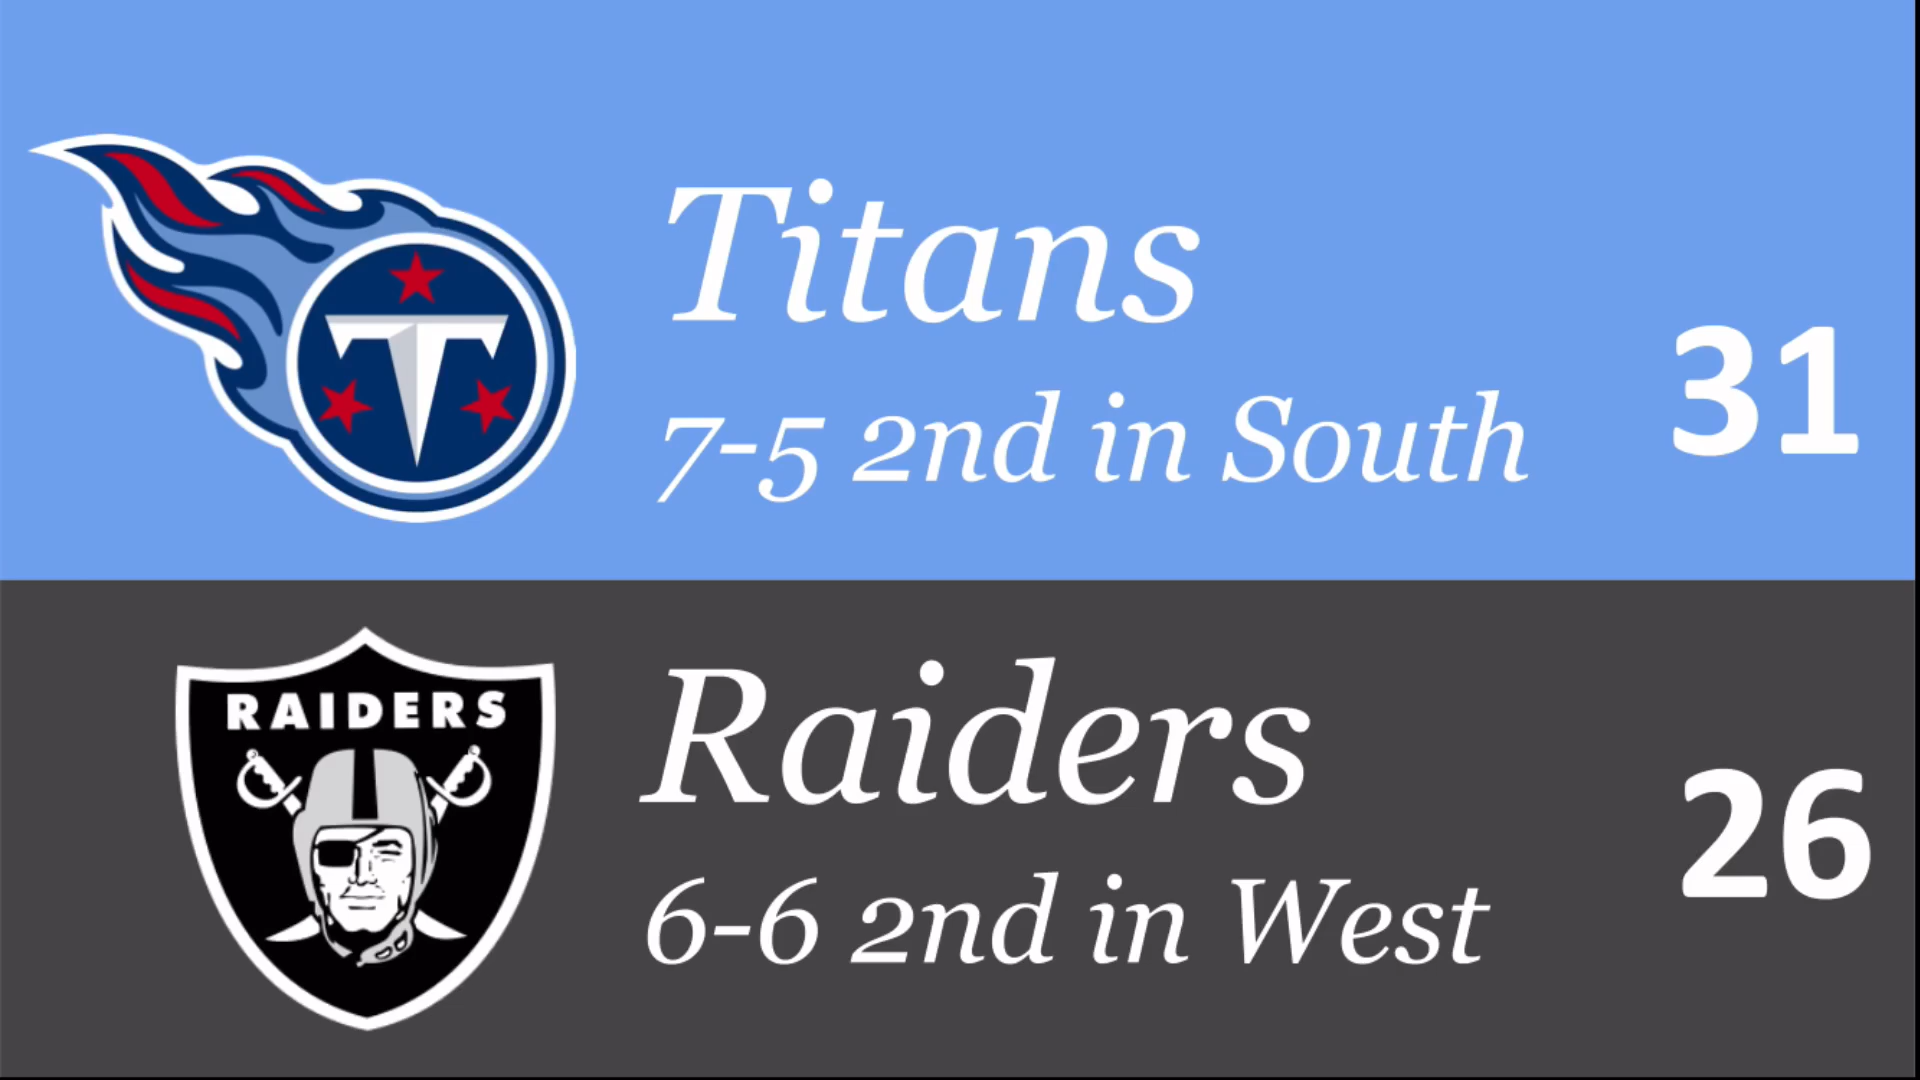 Titans
7-5 2nd in South
31
T
RAIDERS
Raiders
6-6 2nd in West
26